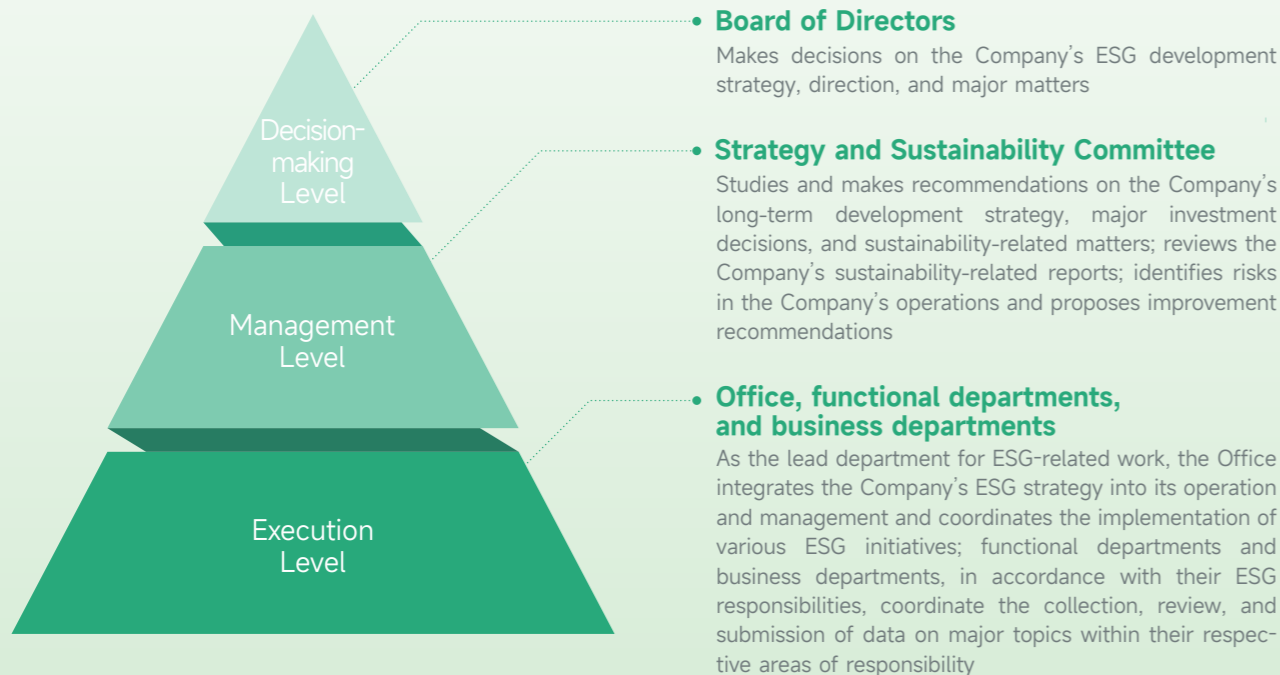 Decision-
making
Level
Management
Level
Execution
Level
Board of Directors
Makes decisions on the Company's ESG development
strategy, direction, and major matters
Strategy and Sustainability Committee
Studies and makes recommendations on the Company's
long-term development strategy, major investment
decisions, and sustainability-related matters; reviews the
Company's sustainability-related reports; identifies risks
in the Company's operations and proposes improvement
recommendations
Office, functional departments,
and business departments
As the lead department for ESG-related work, the Office
integrates the Company's ESG strategy into its operation
and management and coordinates the implementation of
various ESG initiatives; functional departments and
business departments, in accordance with their ESG
responsibilities, coordinate the collection, review, and
submission of data on major topics within their respec-
tive areas of responsibility